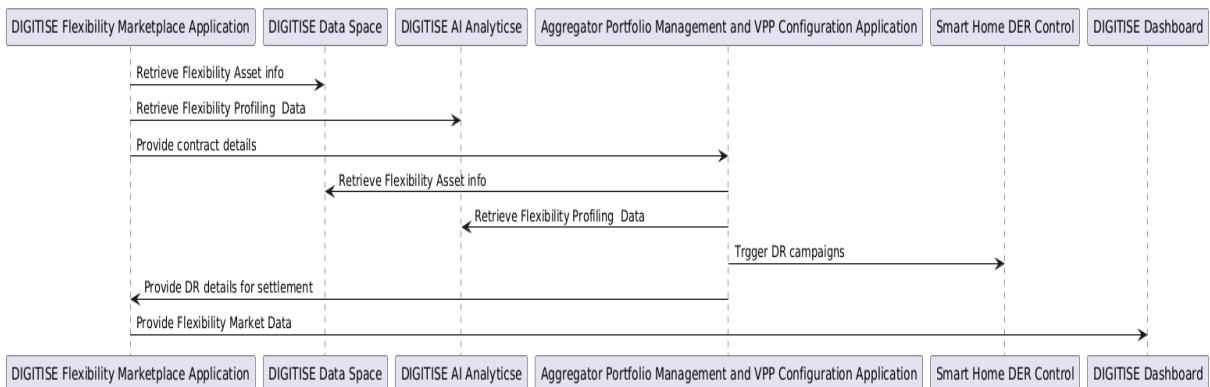 DIGITISE Flexibility Marketplace Application
DIGITISE Data Space
DIGITISE AI Analyticse
Aggregator Portfolio Management and VPP Configuration Application
Smart Home DER Control
DIGITISE Dashboard
Retrieve Flexibility Asset info
Retrieve Flexibility Profiling  Data
Provide contract details
Retrieve Flexibility Asset info
Retrieve Flexibility Profiling  Data
Trgger DR campaigns
Provide DR details for settlement
Provide Flexibility Market Data
DIGITISE Flexibility Marketplace Application
DIGITISE Data Space
DIGITISE AI Analyticse
Aggregator Portfolio Management and VPP Configuration Application
Smart Home DER Control
DIGITISE Dashboard